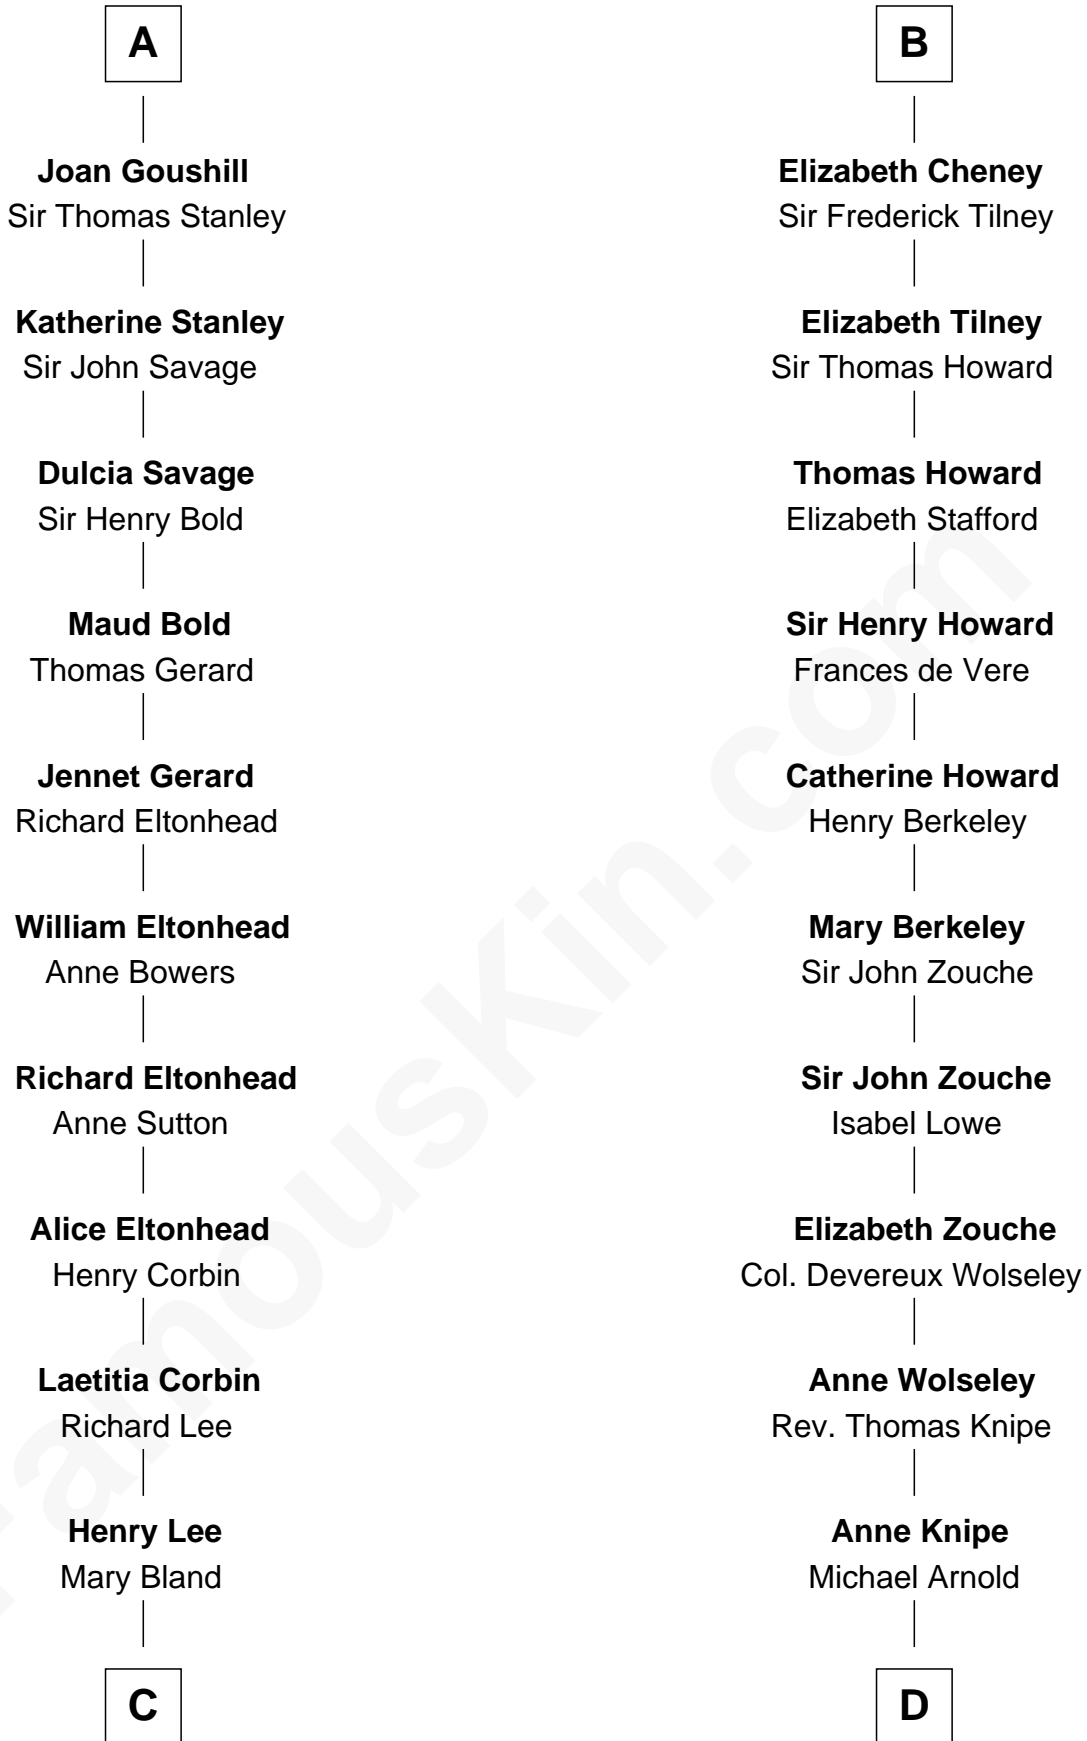 A
Joan Goushill
Sir Thomas Stanley
Katherine Stanley
Sir John Savage
Dulcia Savage
Sir Henry Bold
Maud Bold
Thomas Gerard
Jennet Gerard
Richard Eltonhead
William Eltonhead
Anne Bowers
Richard Eltonhead
Anne Sutton
Alice Eltonhead
Henry Corbin
Laetitia Corbin
Richard Lee
Henry Lee
Mary Bland
C
B
Elizabeth Cheney
Sir Frederick Tilney
Elizabeth Tilney
Sir Thomas Howard
Thomas Howard
Elizabeth Stafford
Sir Henry Howard
Frances de Vere
Catherine Howard
Henry Berkeley
Mary Berkeley
Sir John Zouche
Sir John Zouche
Isabel Lowe
Elizabeth Zouche
Col. Devereux Wolseley
Anne Wolseley
Rev. Thomas Knipe
Anne Knipe
Michael Arnold
D
FamousKin.com